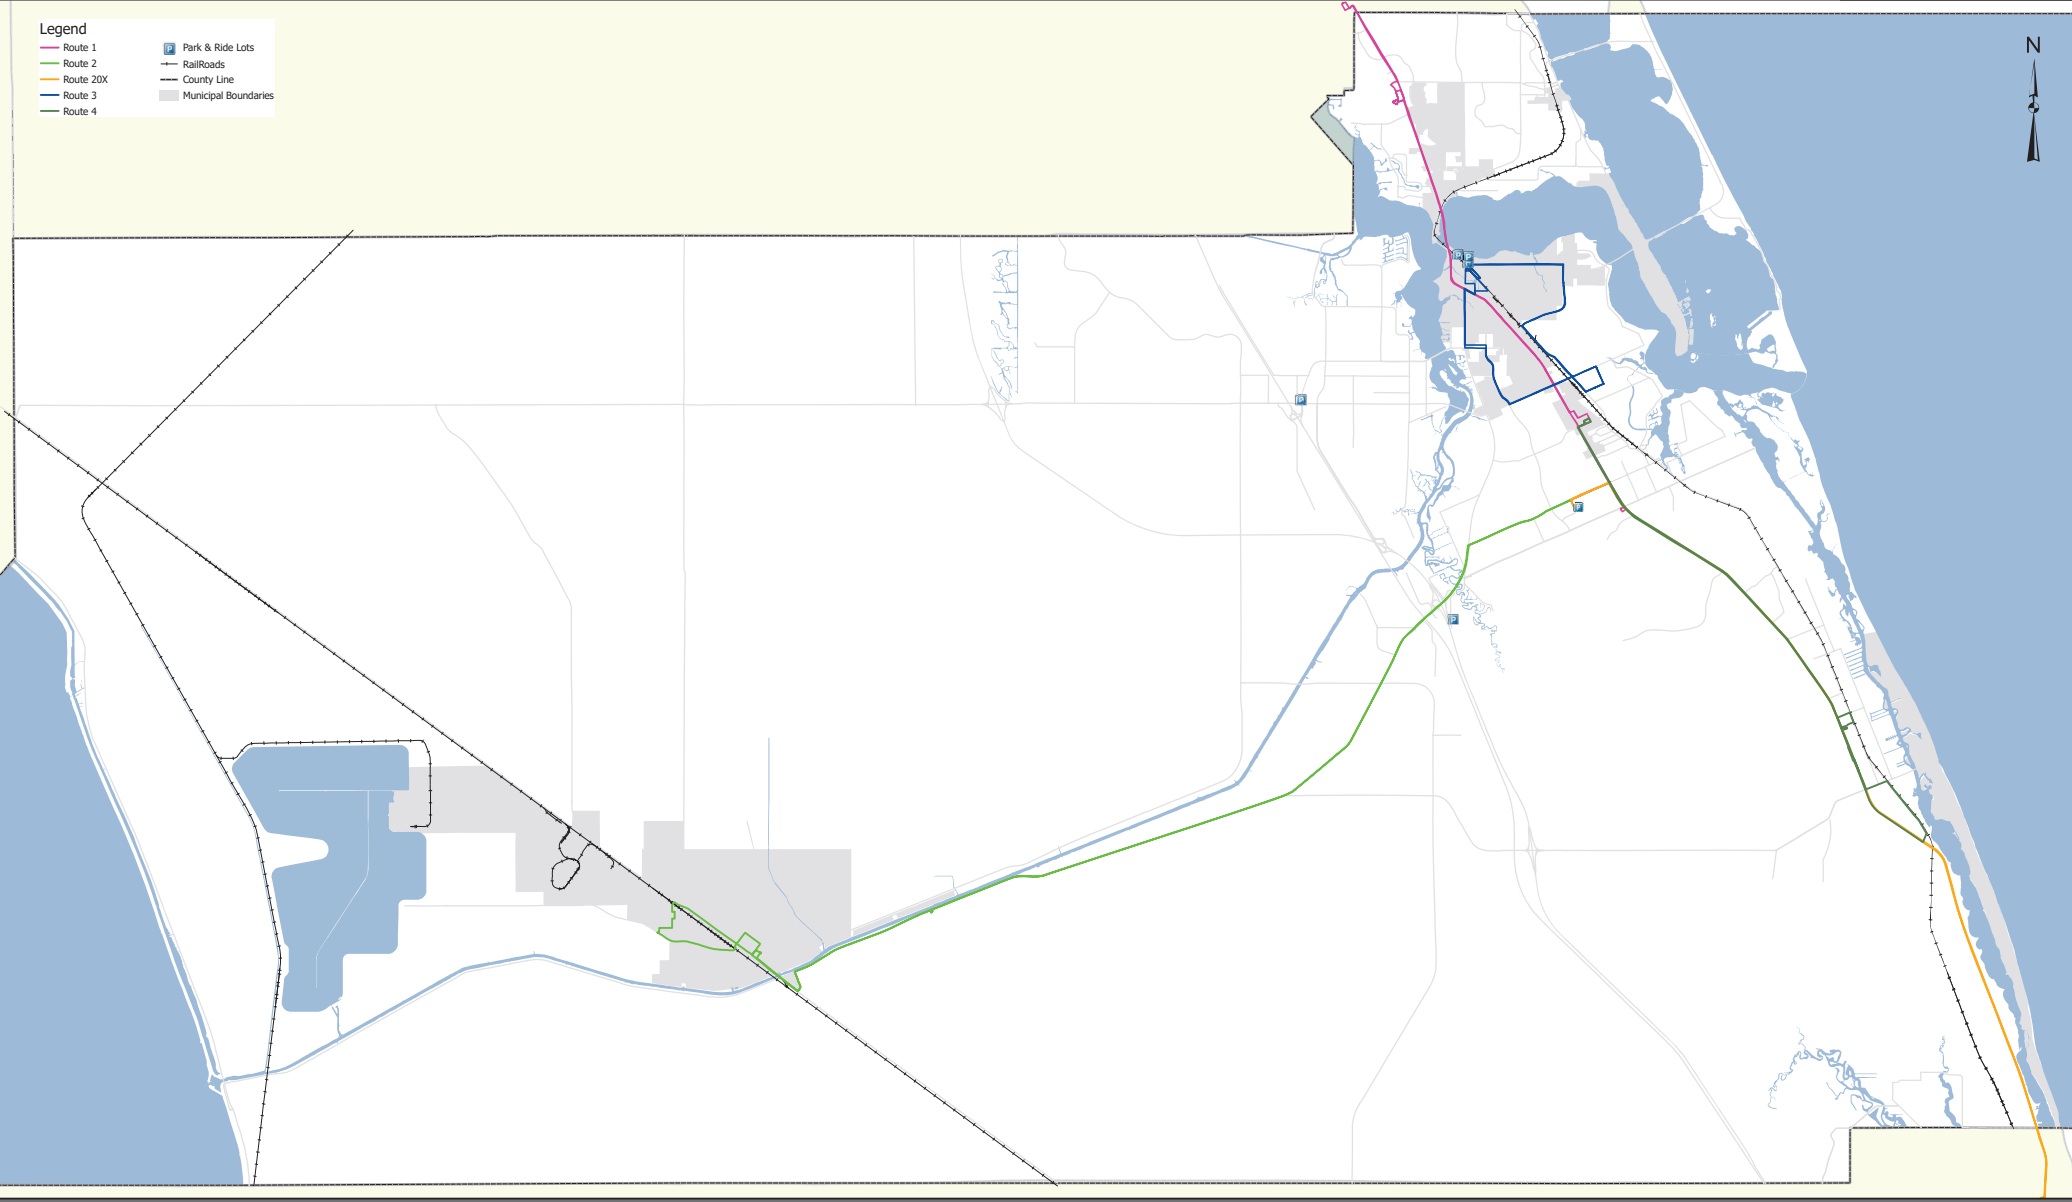 Legend
Route 1
Route 2
Route 20X
Route 3
Route 4
P Park & Ride Lots
RailRoads
County Line
Municipal Boundaries
N
P
P
P
P
P